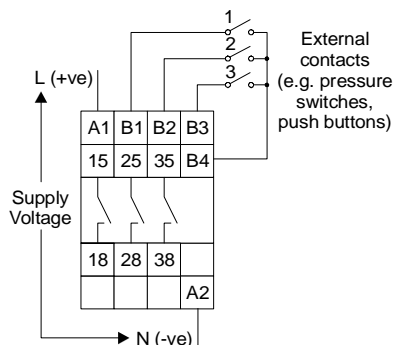 1
2
3
External
contacts
(e.g. pressure
switches,
push buttons)
L (+ve)
A1 B1 B2 B3
15 25 35 B4
Supply
Voltage
18 28 38
A2
N (-ve)